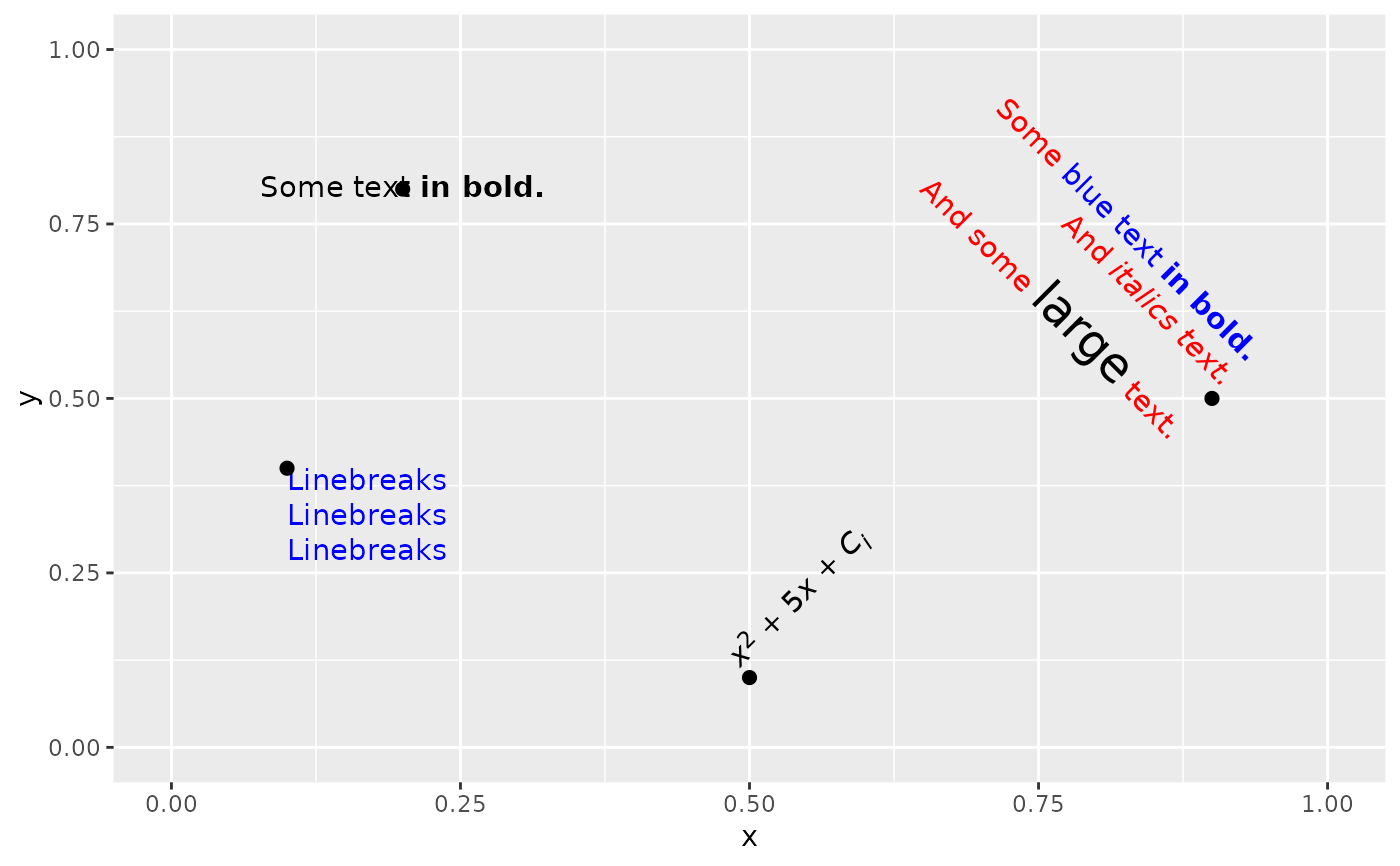 1.00
0.75
0.50
0.25
0.00
y
Some text in bold.
Some blue text in bold.
And italics text.
And some large text.
Linebreaks
Linebreaks
Linebreaks
x² + 5x + Cᵢ
0.00
0.25
0.50
0.75
1.00
x